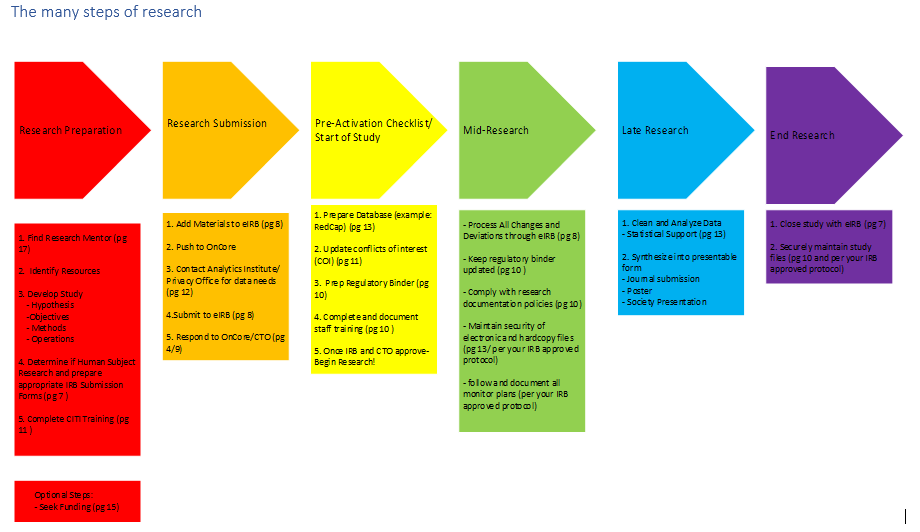 The many steps of research
Research Preparation
1. Find Research Mentor (pg
17)
2. Identify Resources
3. Develop Study
- Hypothesis
-Objectives
- Methods
- Operations
4. Determine if Human Subject
Research and prepare
appropriate IRB Submission
Forms (pg 7 )
5. Complete CITI Training (pg
11 )
Optional Steps:
- Seek Funding (pg 15)
Research Submission
1. Add Materials to eIRB (pg 8)
2. Push to OnCore
3. Contact Analytics Institute/
Privacy Office for data needs
(pg 12)
4.Submit to eIRB (pg 8)
5. Respond to OnCore/CTO (pg
4/9)
Pre-Activation Checklist/
Start of Study
1. Prepare Database (example:
RedCap) (pg 13)
2. Update conflicts of interest
(COI) (pg 11)
3. Prep Regulatory Binder (pg
10)
4. Complete and document
staff training (pg 10 )
5. Once IRB and CTO approve-
Begin Research!
Mid-Research
- Process All Changes and
Deviations through eIRB (pg 8)
- Keep regulatory binder
updated (pg 10 )
- Comply with research
documentation policies (pg 10)
- Maintain security of
electronic and hardcopy files
(pg 13/ per your IRB approved
protocol)
- follow and document all
monitor plans (per your IRB
approved protocol)
Late Research
1. Clean and Analyze Data
- Statistical Support (pg 13)
2. Synthesize into presentable
form
- Journal submission
- Poster
- Society Presentation
End Research
1. Close study with eIRB (pg 7)
2. Securely maintain study
files (pg 10 and per your IRB
approved protocol)